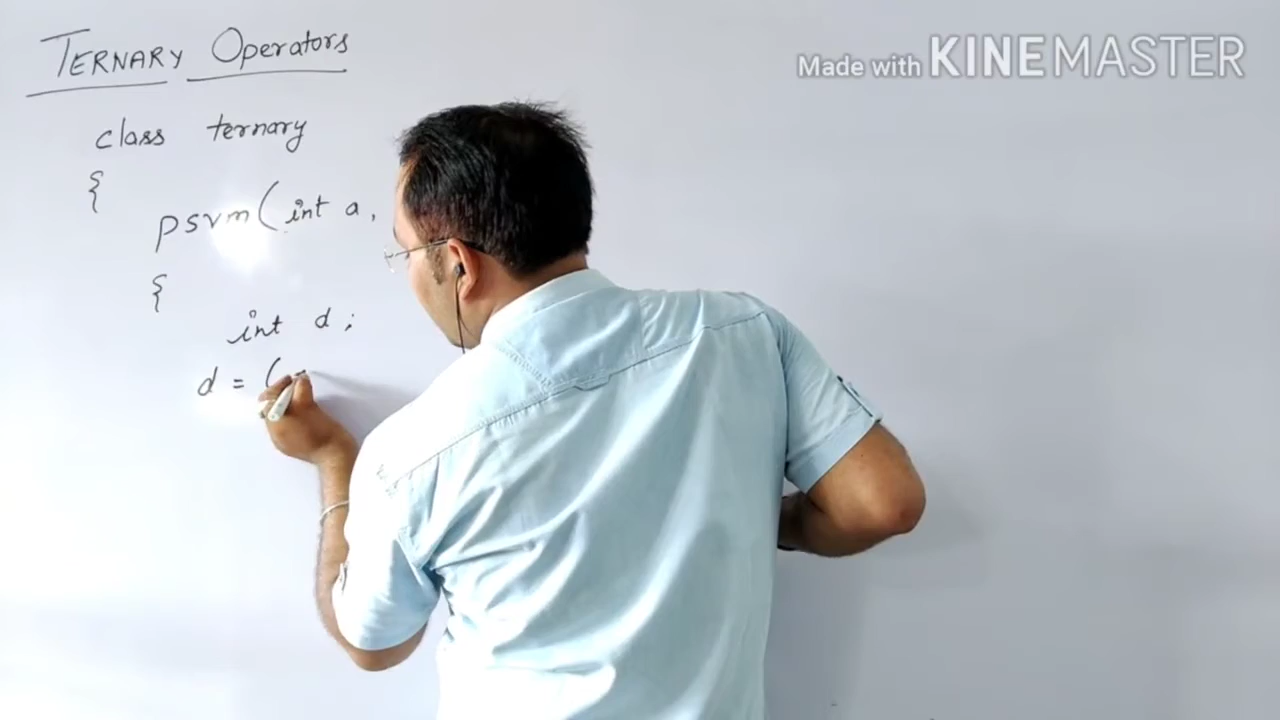 TERNARY Operators
Made with KINEMASTER
class ternary
{
psvm(int a,
{
int d;
d = (